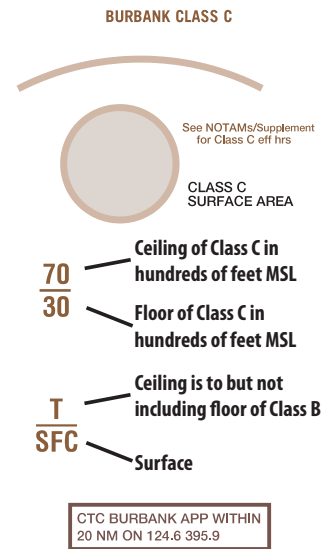 BURBANK CLASS C
See NOTAMs/Supplement
for Class C eff hrs
CLASS C
SURFACE AREA
70
30
Ceiling of Class C in
hundreds of feet MSL
Floor of Class C in
hundreds of feet MSL
T
SFC
Ceiling is to but not
including floor of Class B
Surface
CTC BURBANK APP WITHIN
20 NM ON 124.6 395.9